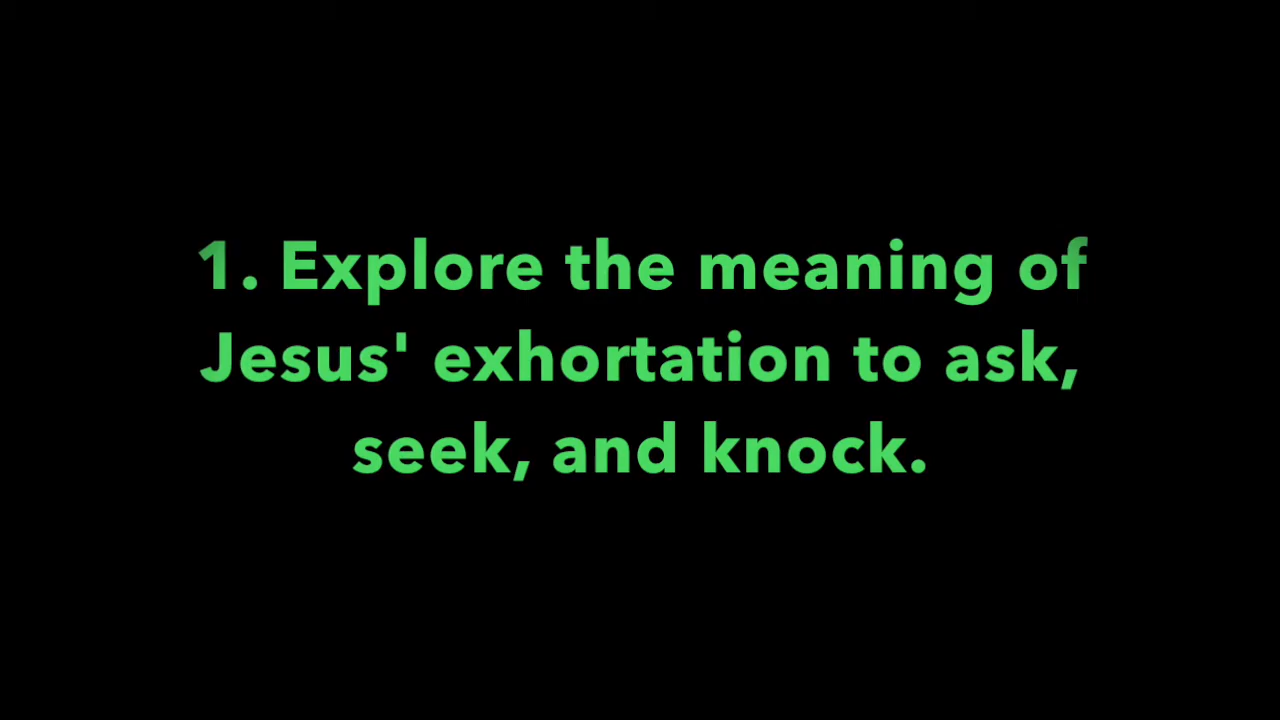 1. Explore the meaning of
Jesus' exhortation to ask,
seek, and knock.